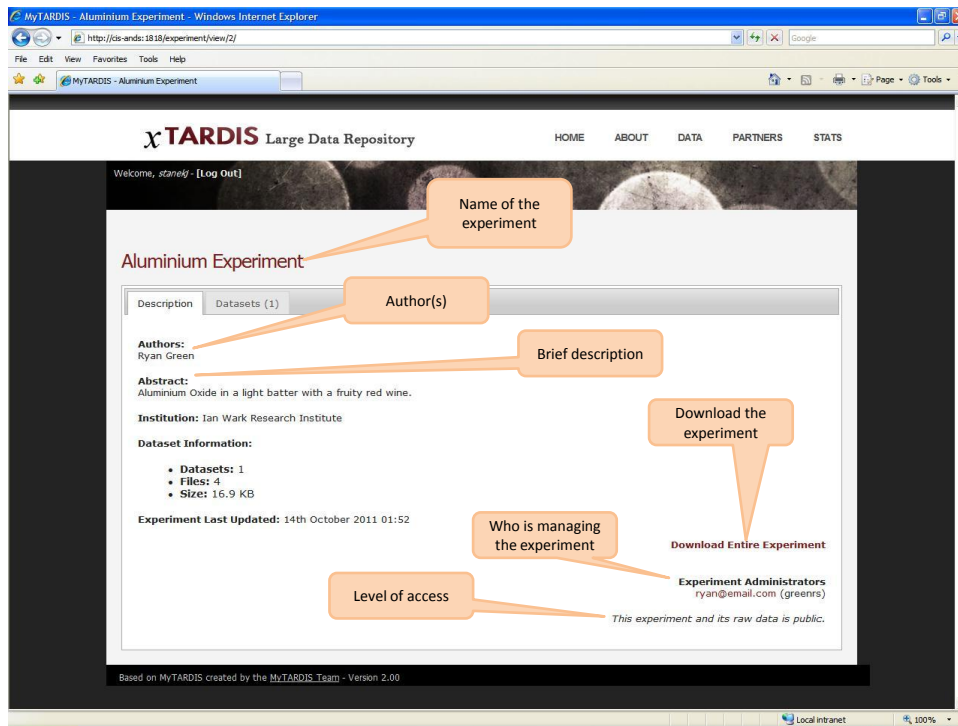 MyTARDIS - Aluminium Experiment - Windows Internet Explorer
http://cis-ands:1818/experiment/view/2/
Google
File Edit View Favorites Tools Help
MyTARDIS - Aluminium Experiment
Page Tools
xTARDIS Large Data Repository
HOME ABOUT DATA PARTNERS STATS
Welcome, stanekj - [Log Out]
Name of the
experiment
Aluminium Experiment
Description Datasets (1)
Author(s)
Authors:
Ryan Green
Brief description
Abstract:
Aluminium Oxide in a light batter with a fruity red wine.
Institution: Ian Wark Research Institute
Download the
experiment
Dataset Information:
• Datasets: 1
• Files: 4
• Size: 16.9 KB
Experiment Last Updated: 14th October 2011 01:52
Who is managing
the experiment
Download Entire Experiment
Experiment Administrators
ryan@email.com (greenrs)
Level of access
This experiment and its raw data is public.
Based on MyTARDIS created by the MyTARDIS Team - Version 2.00
Local intranet 100%